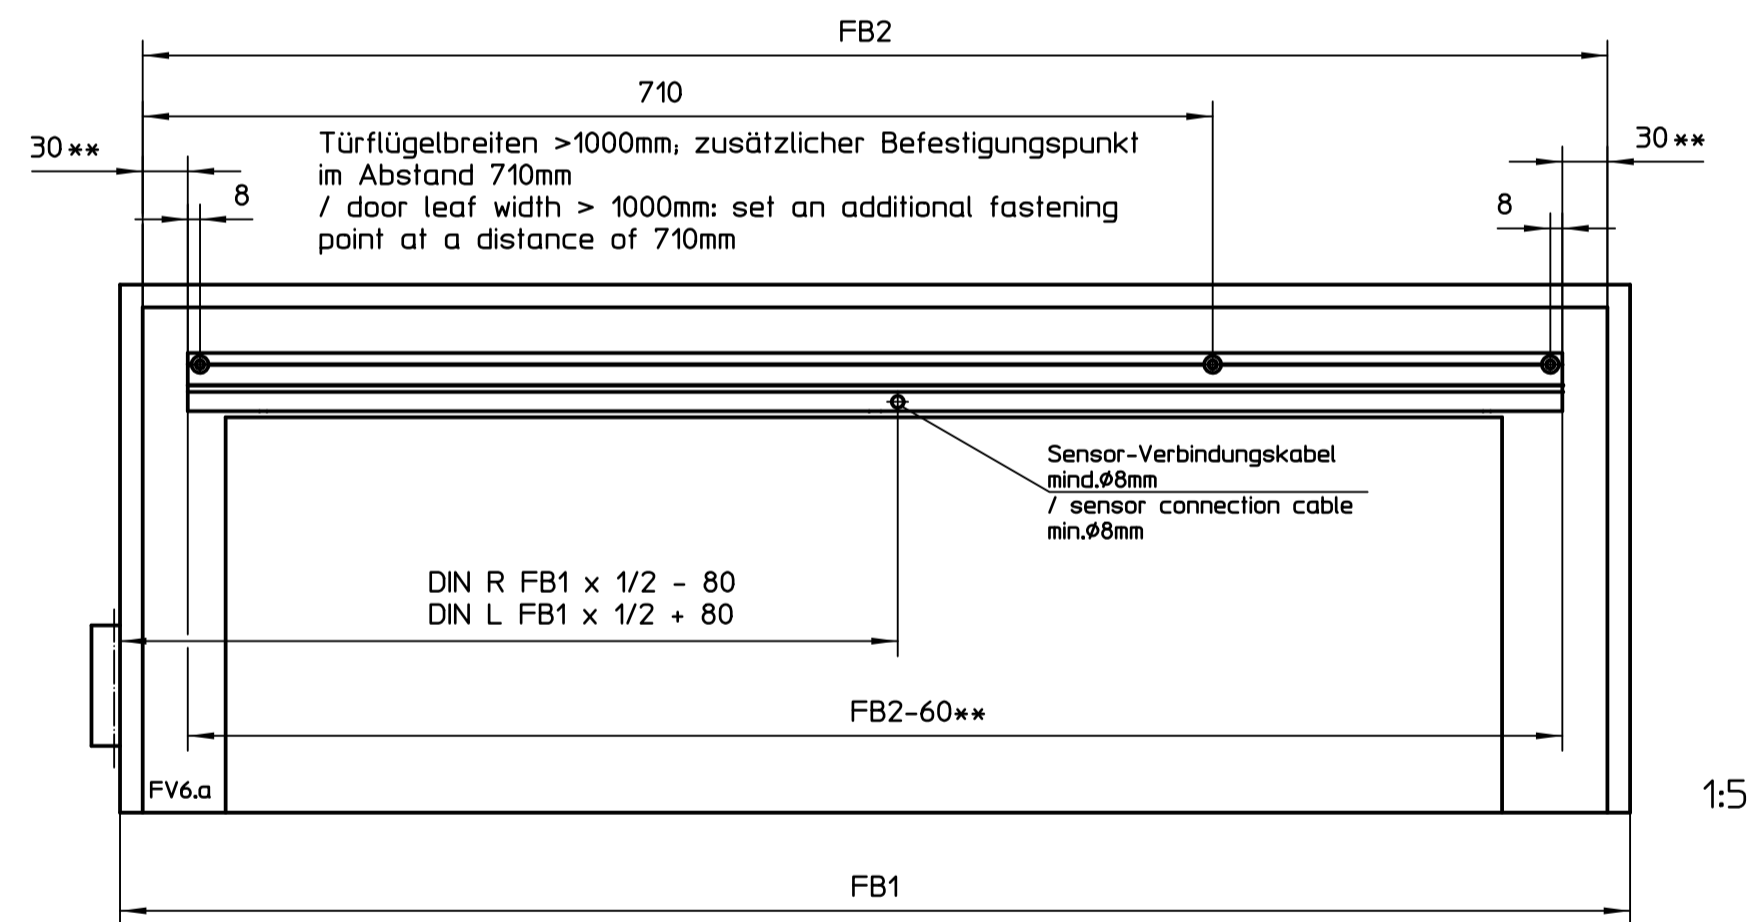 FB2
710
30**
Türflügelbreiten >1000mm; zusätzlicher Befestigungspunkt
im Abstand 710mm
/ door leaf width > 1000mm: set an additional fastening
point at a distance of 710mm
30**
8
8
Sensor-Verbindungskabel
mind.Ø8mm
/ sensor connection cable
min.Ø8mm
DIN R FB1 x 1/2 - 80
DIN L FB1 x 1/2 + 80
FB2-60**
FV6.a
1:5
FB1